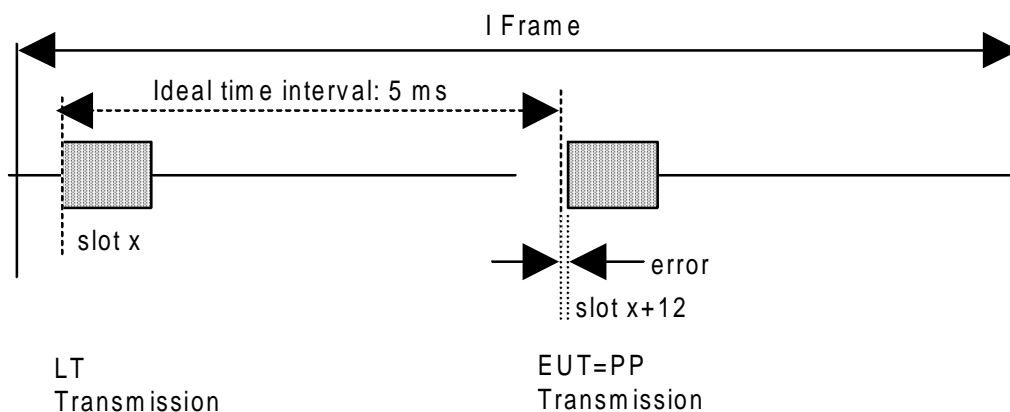 I Frame
Ideal time interval: 5 ms
slot x
error
slot x+12
LT
Transmission
EUT=PP
Transmission